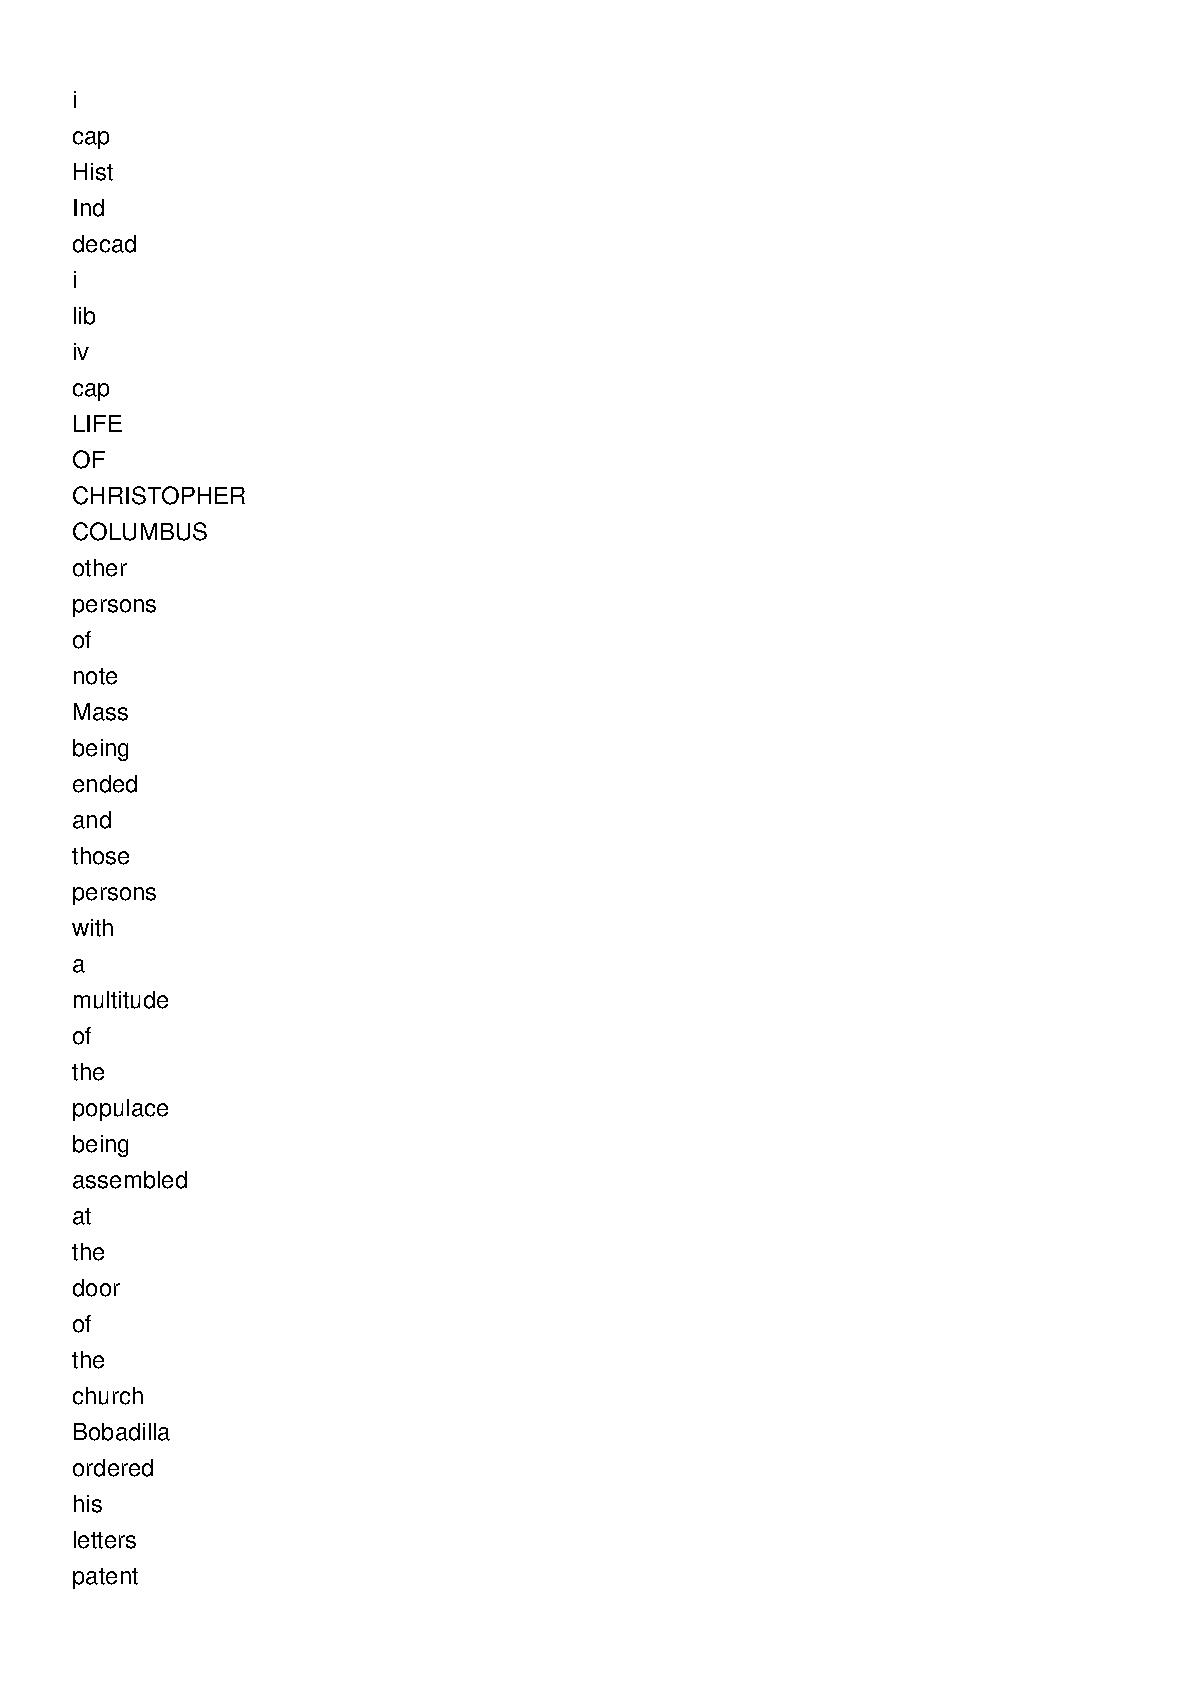 i
cap
Hist
Ind
decad
i
lib
iv
cap
LIFE
OF
CHRISTOPHER
COLUMBUS
other
persons
of
note
Mass
being
ended
and
those
persons
with
a
multitude
of
the
populace
being
assembled
at
the
door
of
the
church
Bobadilla
ordered
his
letters
patent